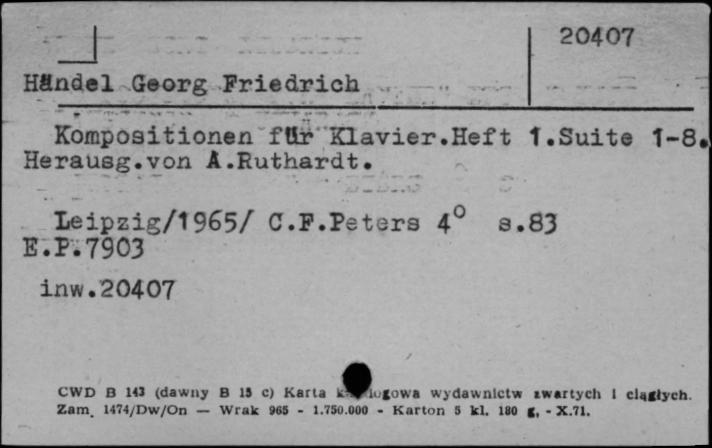 20407
Händel Georg Friedrich
Kompositionen für Klavier.Heft 1.Suite 1-8.
Herausg.von A.Ruthardt.
Leipzig/1965/ C.F.Peters 4° s.83
E.P.7903
inw.20407
CWD B 143 (dawny B 15 c) Karta wydawnictw zwartych i ciągłych.
Zam. 1474/Dw/On — Wrak 965 - 1.750.000 - Karton 5 kl. 180 g. - X.71.